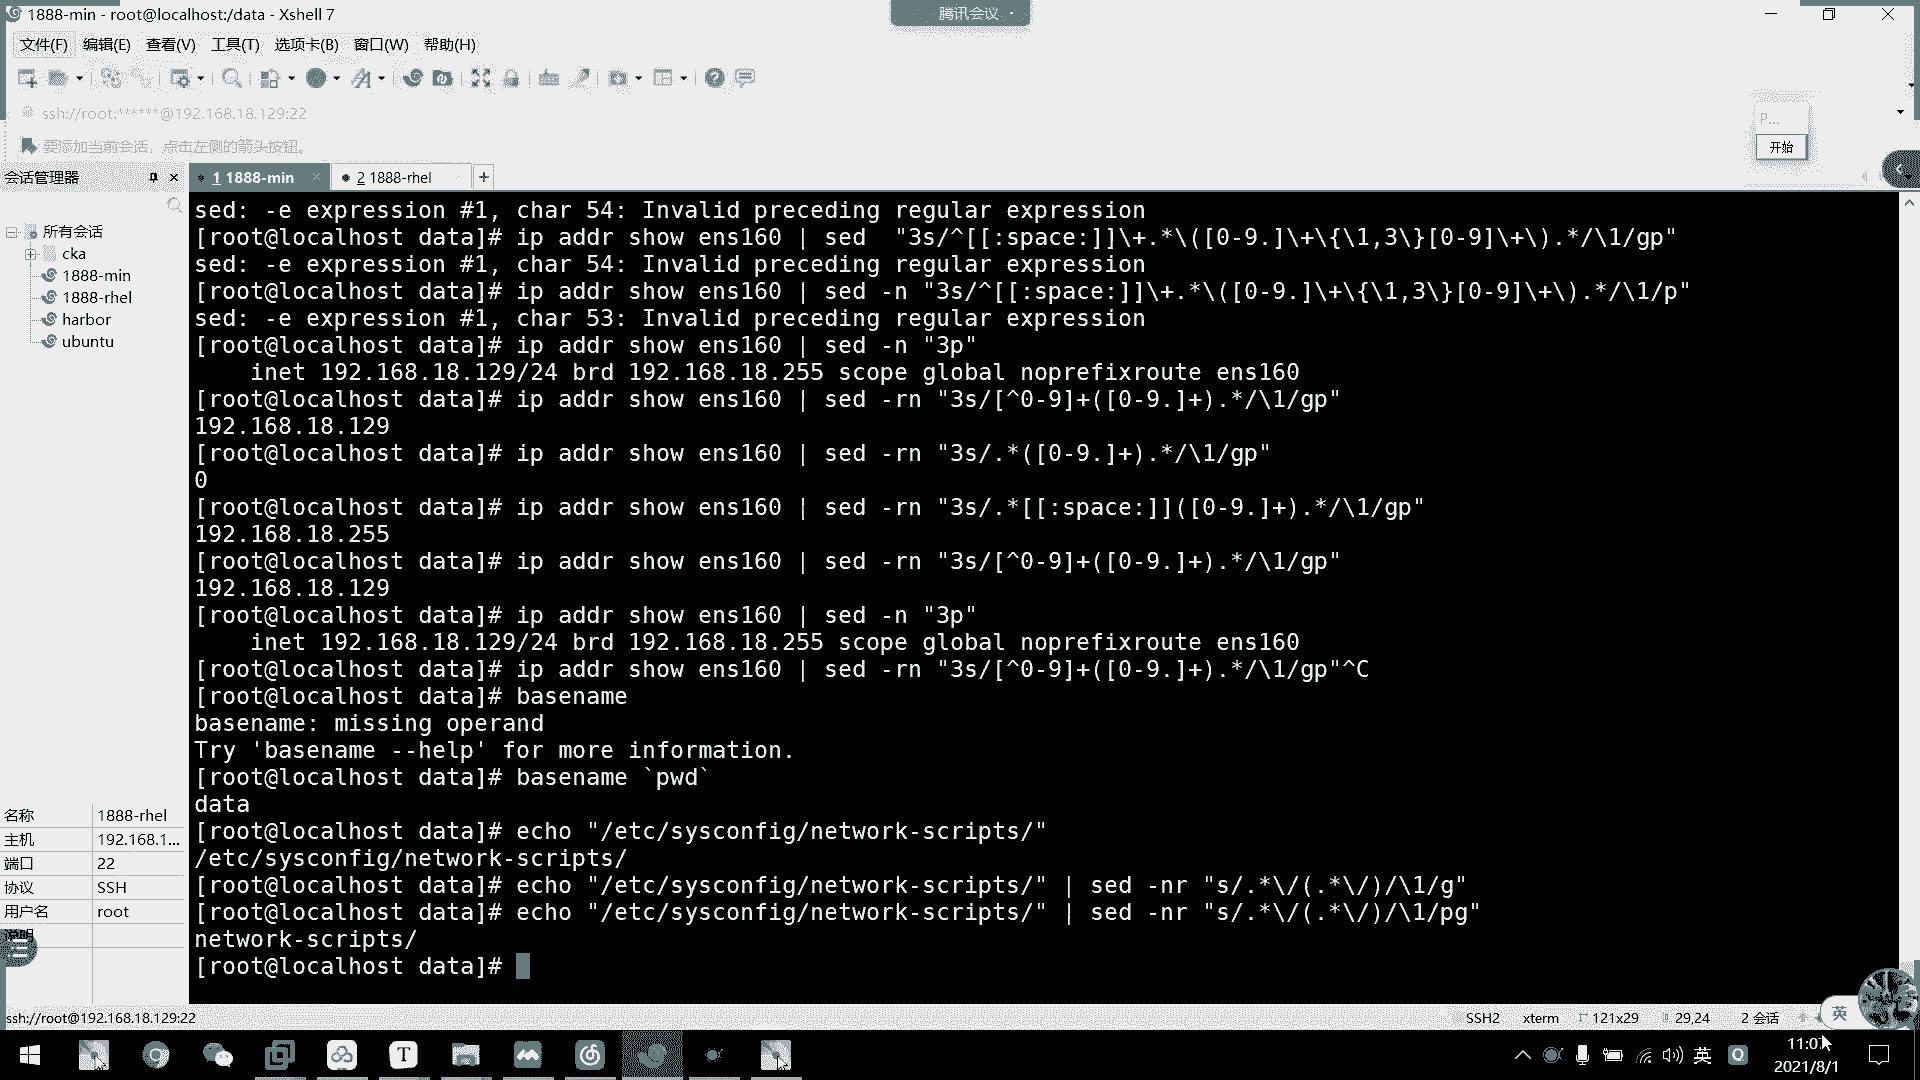 1888-min - root@localhost:/data - Xshell 7
腾讯会议
文件(F) 编辑(E) 查看(V) 工具(T) 选项卡(B) 窗口(W) 帮助(H)
ssh://root:******@192.168.18.129:22
要添加当前会话，点击左侧的箭头按钮。
P...
开始
会话管理器
1 1888-min
2 1888-rhel
所有会话
cka
1888-min
1888-rhel
harbor
ubuntu
sed: -e expression #1, char 54: Invalid preceding regular expression
[root@localhost data]# ip addr show ens160 | sed  "3s/^[[:space:]]\+.*\([0-9.]\+\{\1,3\}[0-9]\+\).*/\1/gp"
sed: -e expression #1, char 54: Invalid preceding regular expression
[root@localhost data]# ip addr show ens160 | sed -n "3s/^[[:space:]]\+.*\([0-9.]\+\{\1,3\}[0-9]\+\).*/\1/p"
sed: -e expression #1, char 53: Invalid preceding regular expression
[root@localhost data]# ip addr show ens160 | sed -n "3p"
    inet 192.168.18.129/24 brd 192.168.18.255 scope global noprefixroute ens160
[root@localhost data]# ip addr show ens160 | sed -rn "3s/[^0-9]+([0-9.]+).*/\1/gp"
192.168.18.129
[root@localhost data]# ip addr show ens160 | sed -rn "3s/.*([0-9.]+).*/\1/gp"
0
[root@localhost data]# ip addr show ens160 | sed -rn "3s/.*[[:space:]]([0-9.]+).*/\1/gp"
192.168.18.255
[root@localhost data]# ip addr show ens160 | sed -rn "3s/[^0-9]+([0-9.]+).*/\1/gp"
192.168.18.129
[root@localhost data]# ip addr show ens160 | sed -n "3p"
    inet 192.168.18.129/24 brd 192.168.18.255 scope global noprefixroute ens160
[root@localhost data]# ip addr show ens160 | sed -rn "3s/[^0-9]+([0-9.]+).*/\1/gp"^C
[root@localhost data]# basename
basename: missing operand
Try 'basename --help' for more information.
[root@localhost data]# basename `pwd`
data
[root@localhost data]# echo "/etc/sysconfig/network-scripts/"
/etc/sysconfig/network-scripts/
[root@localhost data]# echo "/etc/sysconfig/network-scripts/" | sed -nr "s/.*\/(.*\/)/\1/g"
[root@localhost data]# echo "/etc/sysconfig/network-scripts/" | sed -nr "s/.*\/(.*\/)/\1/pg"
network-scripts/
[root@localhost data]#
名称 1888-rhel
主机 192.168.1...
端口 22
协议 SSH
用户名 root
说明
ssh://root@192.168.18.129:22
SSH2 xterm 121x29 29,24 2 会话
英
英
2021/8/1